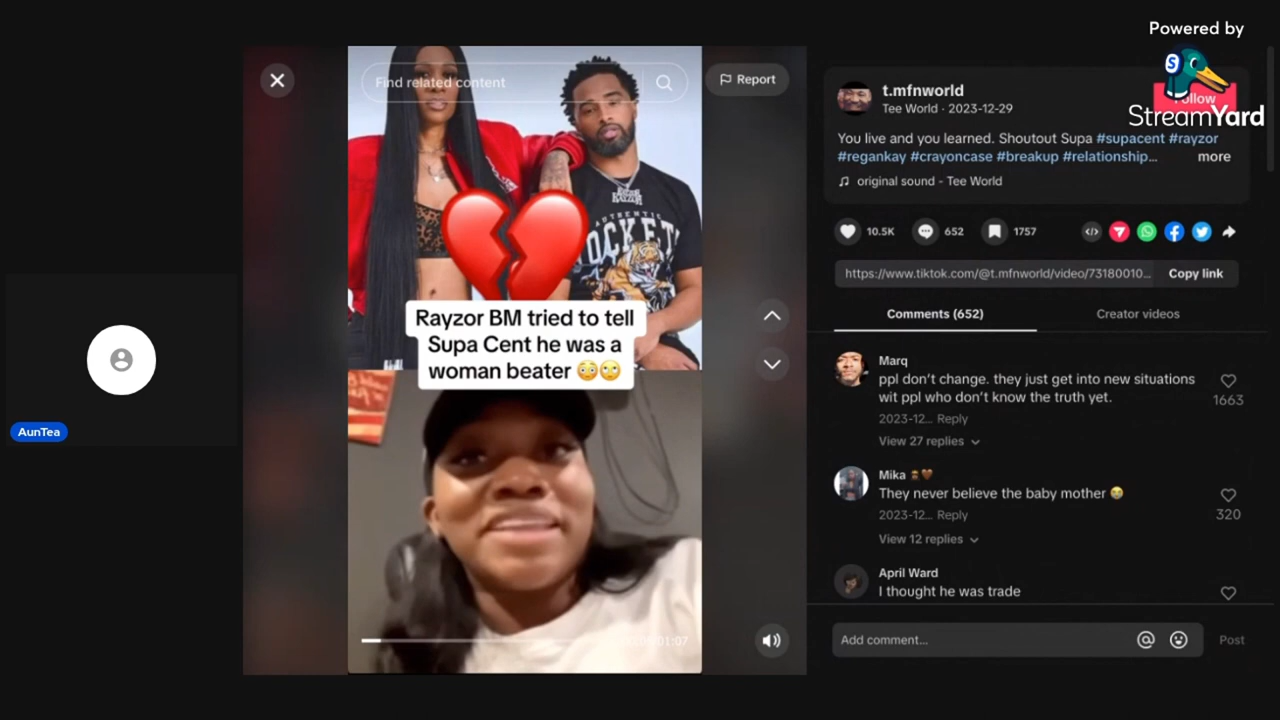 Powered by
StreamYard
Find related content
Report
t.mfnworld
Tee World · 2023-12-29
Follow
You live and you learned. Shoutout Supa #supacent #rayzor
#regankay #crayoncase #breakup #relationship...
more
original sound - Tee World
10.5K
652
1757
https://www.tiktok.com/@t.mfnworld/video/73180010...
Copy link
Comments (652)
Creator videos
AUTHENTIC
Rayzor BM tried to tell
Supa Cent he was a
woman beater 😳🙄
Marq
ppl don't change. they just get into new situations
wit ppl who don't know the truth yet.
1663
2023-12... Reply
View 27 replies
Mika
They never believe the baby mother 😭
320
2023-12... Reply
View 12 replies
April Ward
I thought he was trade
AunTea
01:07
Add comment...
Post